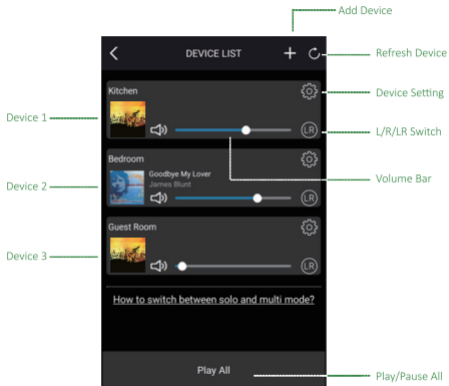 Add Device
DEVICE LIST
Refresh Device
Kitchen
Device Setting
Device 1
LR
L/R/LR Switch
Bedroom
Goodbye My Lover
James Blunt
Volume Bar
Device 2
LR
Guest Room
Device 3
LR
How to switch between solo and multi mode?
Play All
Play/Pause All